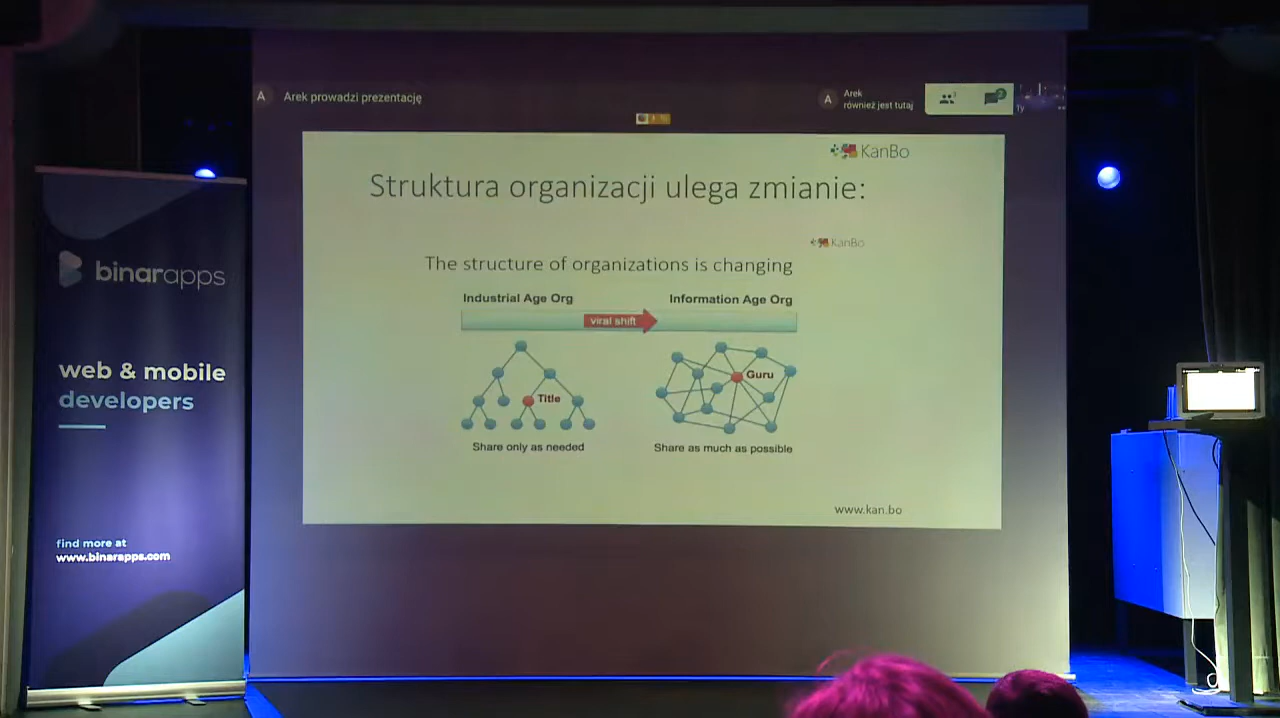 A Arek prowadzi prezentację
A Arek
również jest tutaj
Ty
KanBo
Struktura organizacji ulega zmianie:
KanBo
The structure of organizations is changing
Industrial Age Org
Information Age Org
viral shift
Title
Guru
Share only as needed
Share as much as possible
www.kan.bo
binarapps
web & mobile
developers
find more at
www.binarapps.com